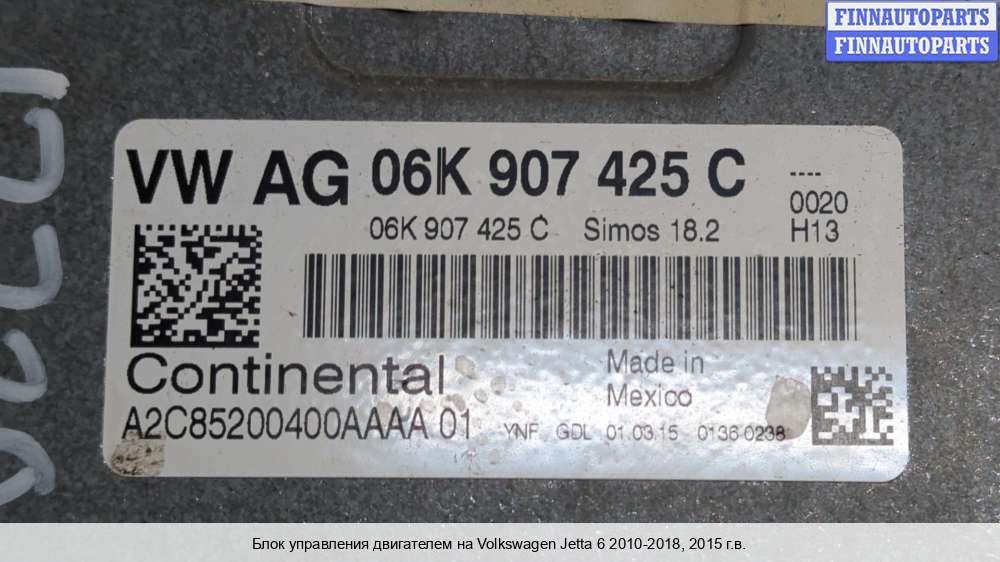 FINNAUTOPARTS
FINNAUTOPARTS
VW AG 06K 907 425 C
----
0020
06K 907 425 C Simos 18.2 H13
Continental
Made in
Mexico
A2C85200400AAAA 01 YNF GDL 01.03.15 0136 0238
Блок управления двигателем на Volkswagen Jetta 6 2010-2018, 2015 г.в.